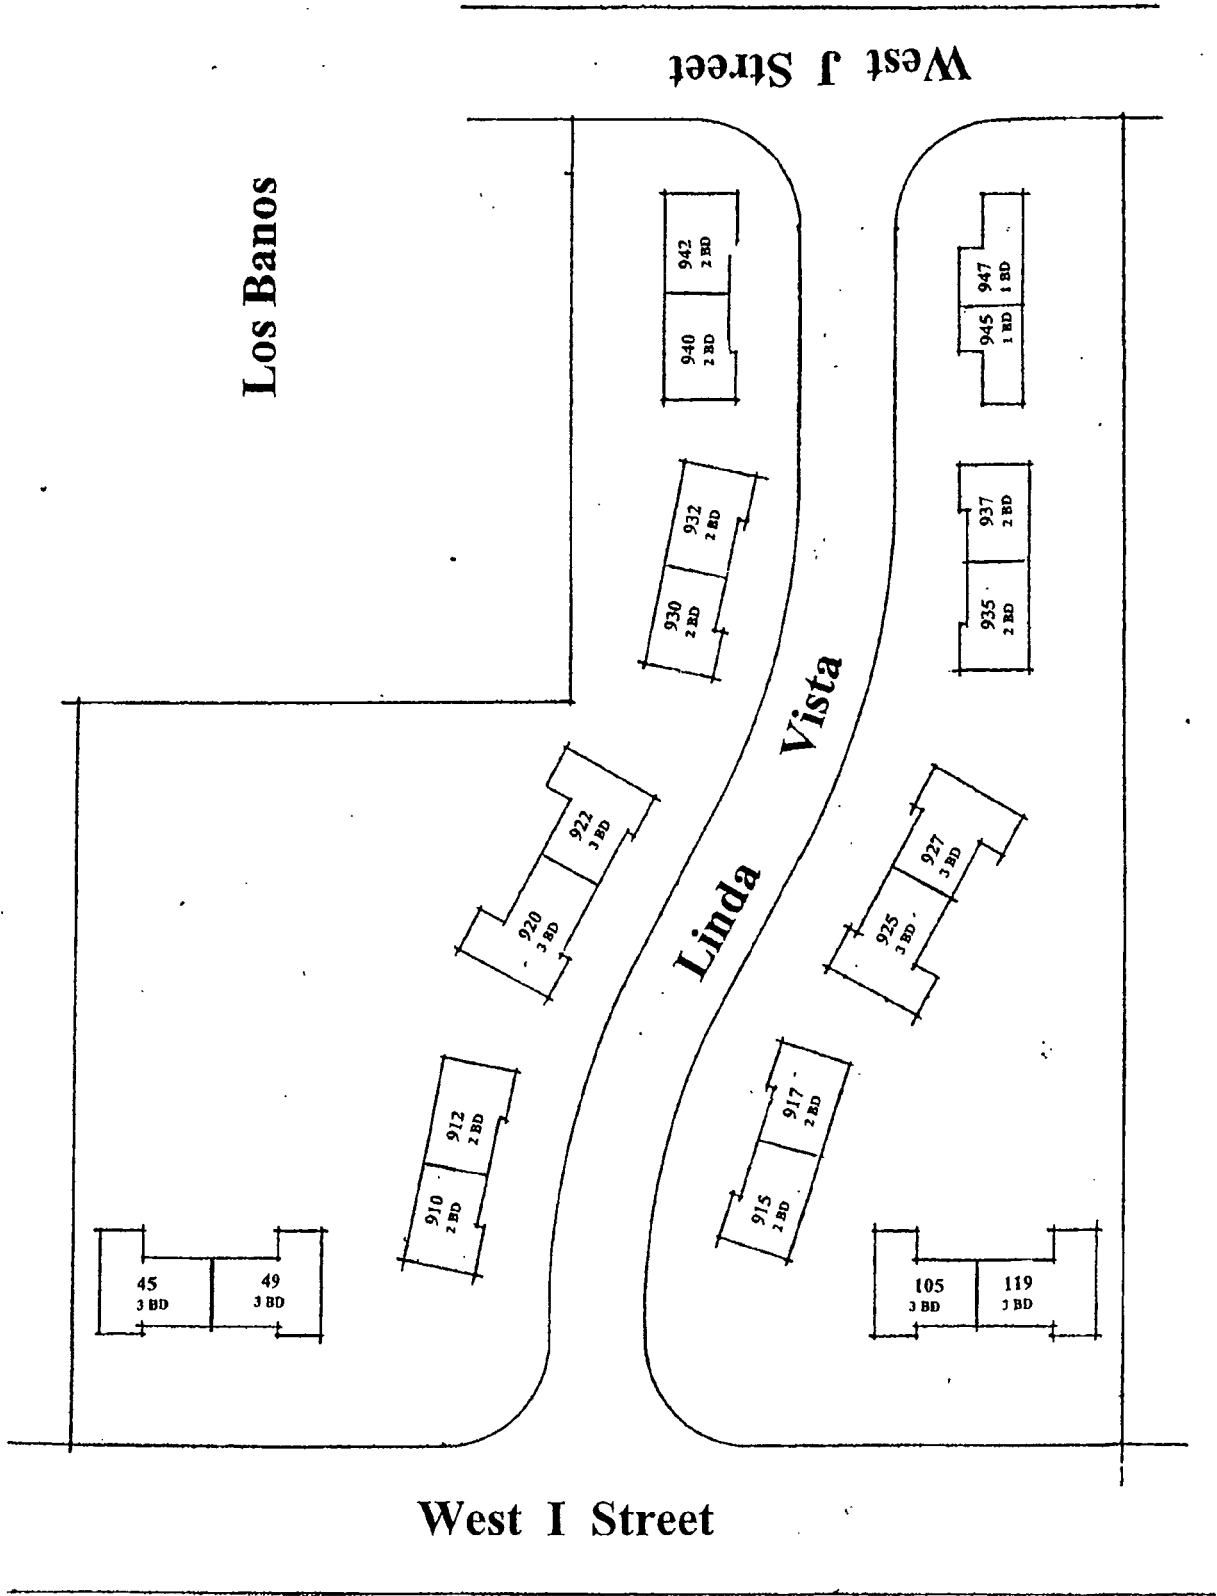 West J Street
Los Banos
942
2 BD
940
2 BD
947
1 BD
945
1 BD
932
2 BD
930
2 BD
937
2 BD
935
2 BD
Vista
Linda
922
3 BD
920
3 BD
927
3 BD
925
3 BD
912
2 BD
910
2 BD
917
2 BD
915
2 BD
45
3 BD
49
3 BD
105
3 BD
119
3 BD
West I Street